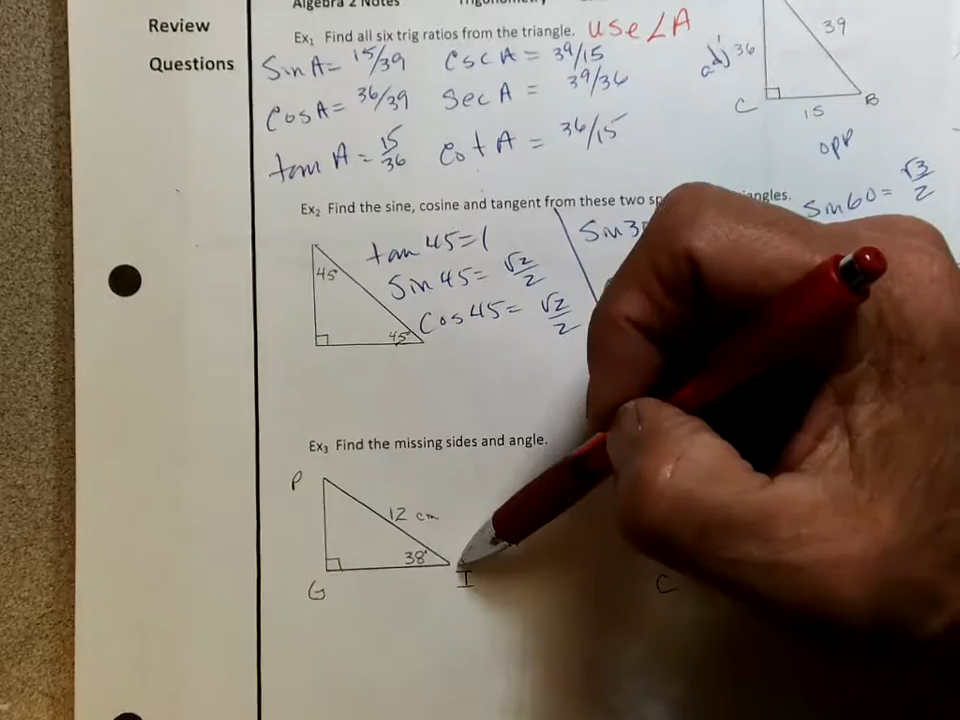 Algebra 2 Notes
Review
Questions
Ex₁ Find all six trig ratios from the triangle. USE ∠A
Sin A = 15/39 Csc A = 39/15
Cos A = 36/39 Sec A = 39/36
tan A = 15/36 Cot A = 36/15
adj 36
39
C
15
B
opp
Ex₂ Find the sine, cosine and tangent from these two
45°
45°
tan 45 = 1
Sin 45 = √2/2
Cos 45 = √2/2
sin 60 = √3/2
Ex₃ Find the missing sides and angle.
P
12 cm
38°
G
I
C